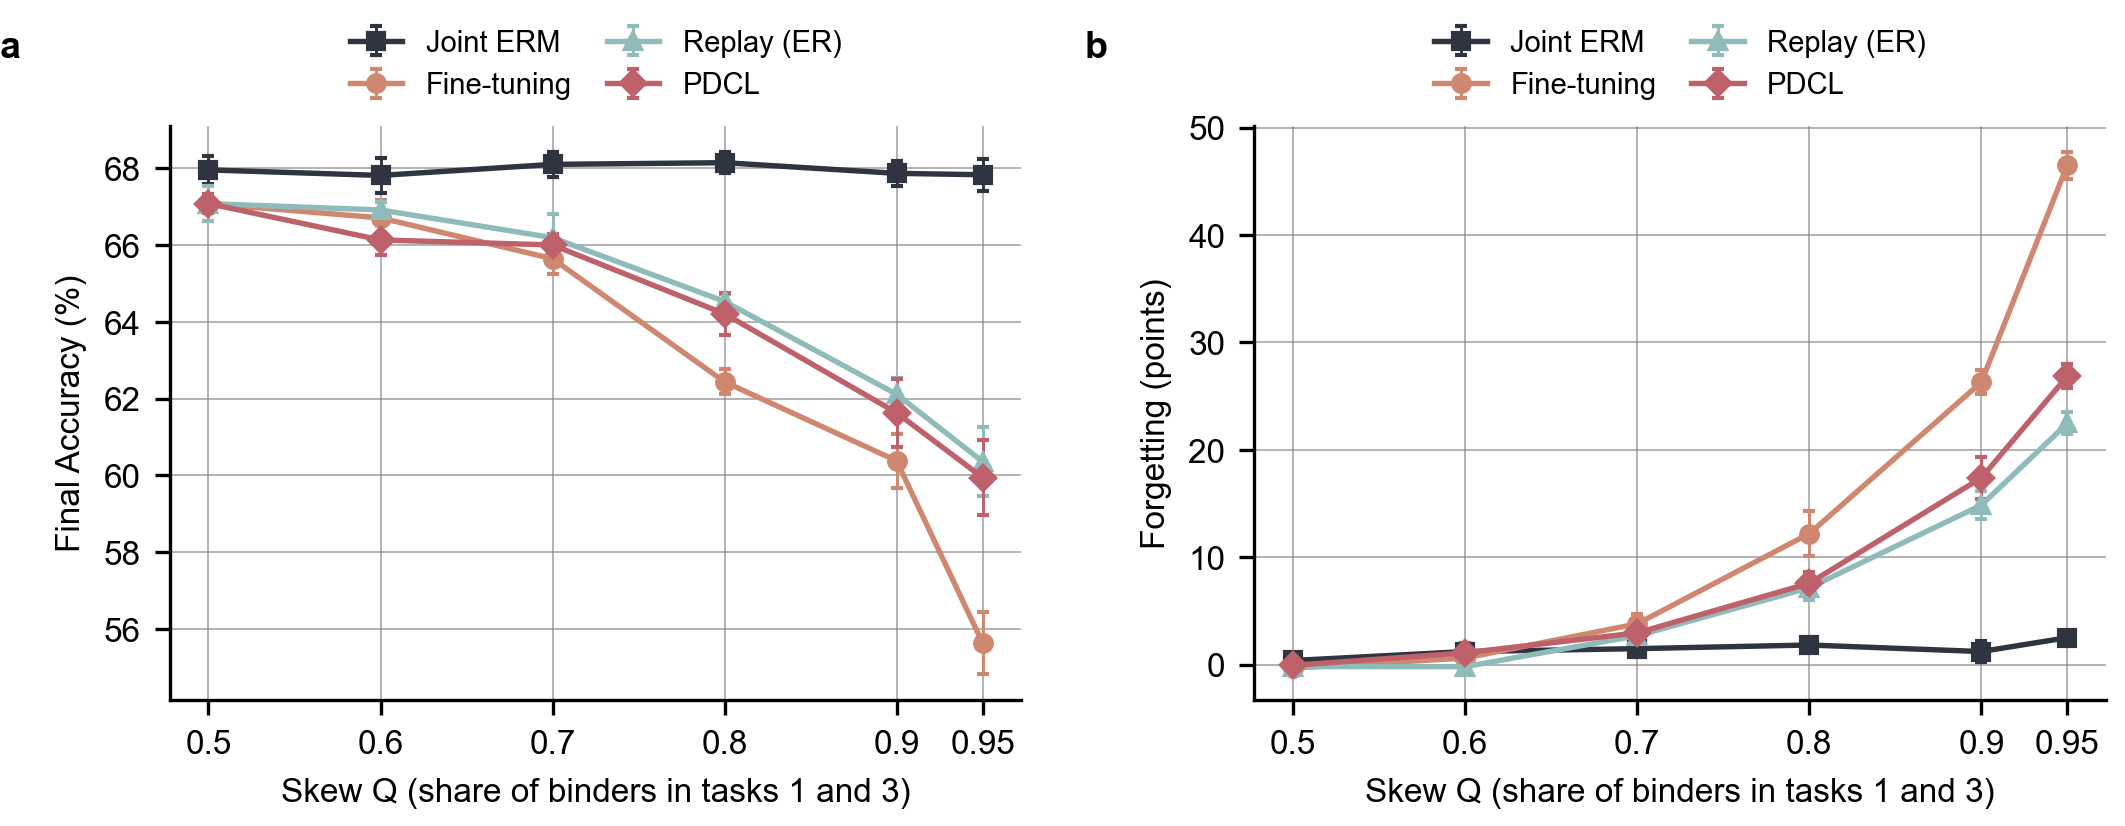 a
Joint ERM
Replay (ER)
Fine-tuning
PDCL
68
66
64
62
60
58
56
Final Accuracy (%)
0.5 0.6 0.7 0.8 0.9 0.95
Skew Q (share of binders in tasks 1 and 3)
b
Joint ERM
Replay (ER)
Fine-tuning
PDCL
50
40
30
20
10
0
Forgetting (points)
0.5 0.6 0.7 0.8 0.9 0.95
Skew Q (share of binders in tasks 1 and 3)